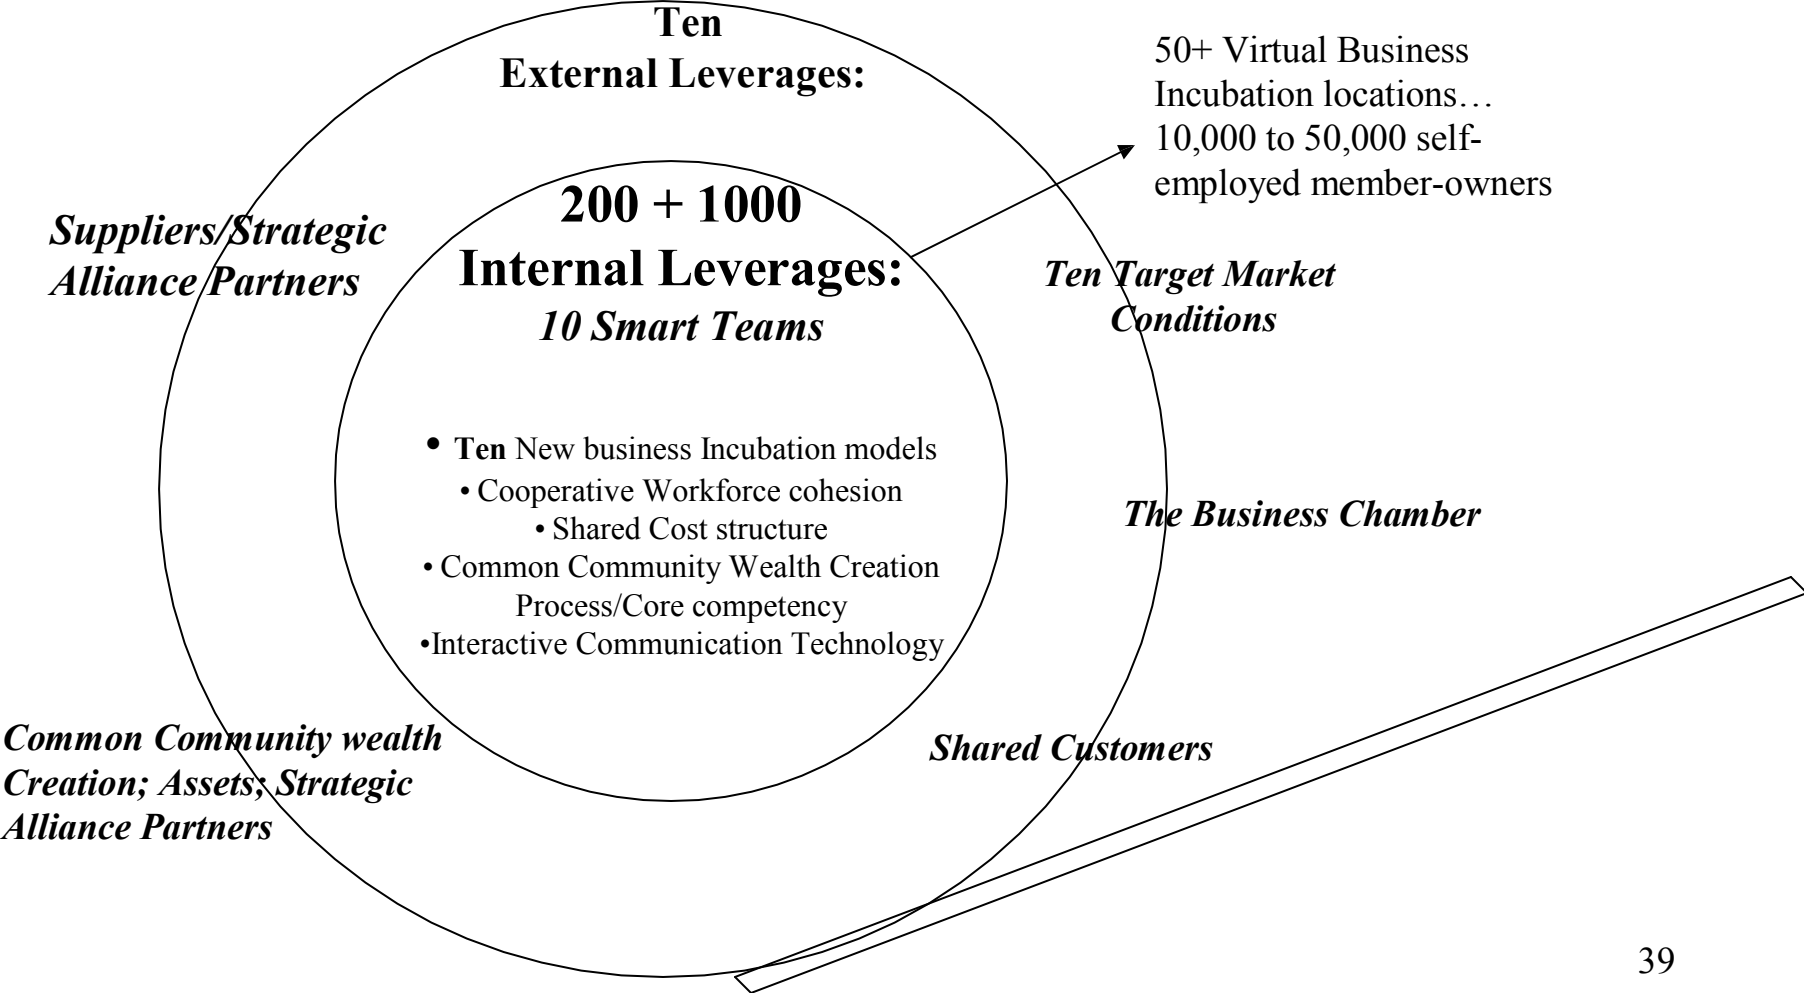 Ten
External Leverages:
50+ Virtual Business
Incubation locations…
10,000 to 50,000 self-
employed member-owners
200 + 1000
Internal Leverages:
10 Smart Teams
Suppliers/Strategic
Alliance Partners
Ten Target Market
Conditions
• Ten New business Incubation models
• Cooperative Workforce cohesion
• Shared Cost structure
• Common Community Wealth Creation
Process/Core competency
•Interactive Communication Technology
The Business Chamber
Common Community wealth
Creation; Assets; Strategic
Alliance Partners
Shared Customers
39